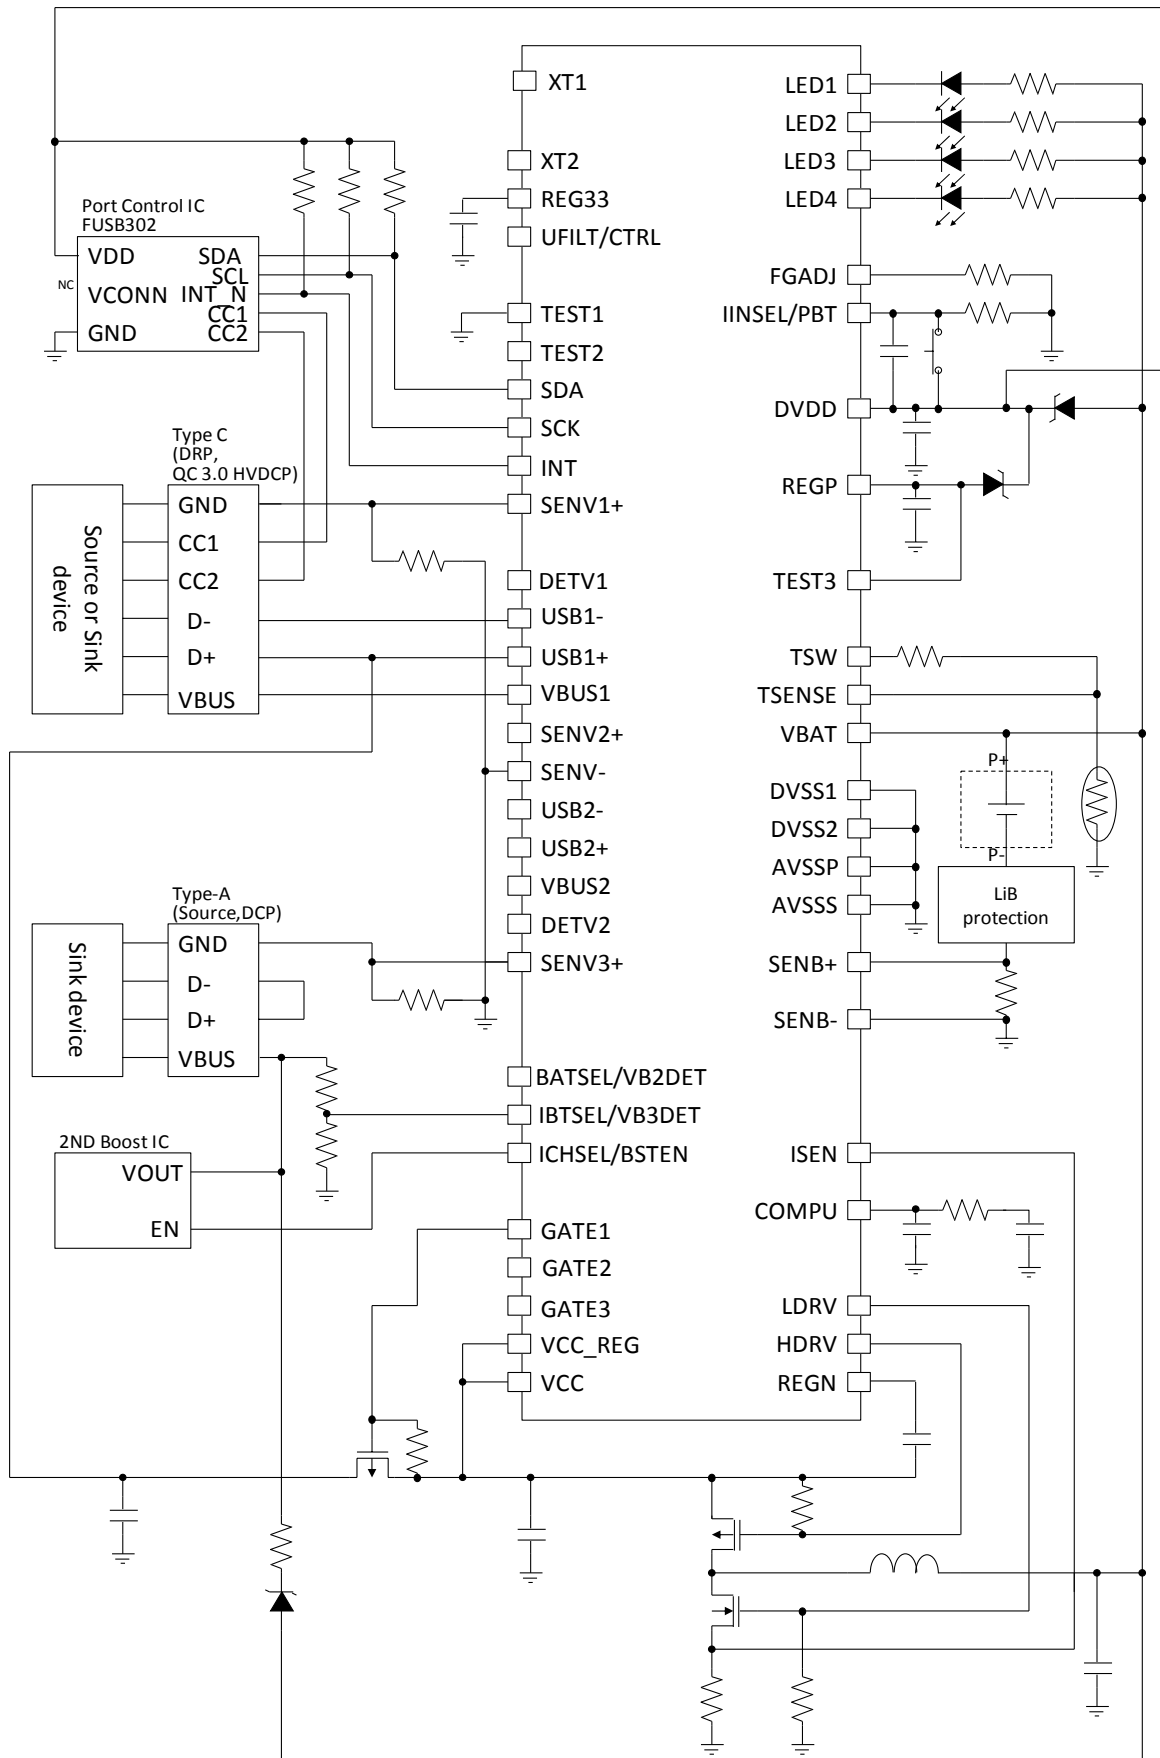 XT1
XT2
REG33
UFILT/CTRL
TEST1
TEST2
SDA
SCK
INT
SENV1+
DETV1
USB1-
USB1+
VBUS1
SENV2+
SENV-
USB2-
USB2+
VBUS2
DETV2
SENV3+
BATSEL/VB2DET
IBTSEL/VB3DET
ICHSEL/BSTEN
GATE1
GATE2
GATE3
VCC_REG
VCC
LED1
LED2
LED3
LED4
FGADJ
IINSEL/PBT
DVDD
REGP
TEST3
TSW
TSENSE
VBAT
DVSS1
DVSS2
AVSSP
AVSSS
SENB+
SENB-
ISEN
COMPU
LDRV
HDRV
REGN
Port Control IC
FUSB302
VDD
NC
VCONN
GND
SDA
SCL
INT_N
CC1
CC2
Type C
(DRP,
QC 3.0 HVDCP)
GND
CC1
CC2
D-
D+
VBUS
Source or Sink
device
Type-A
(Source,DCP)
GND
D-
D+
VBUS
Sink device
2ND Boost IC
VOUT
EN
P+
P-
LiB
protection